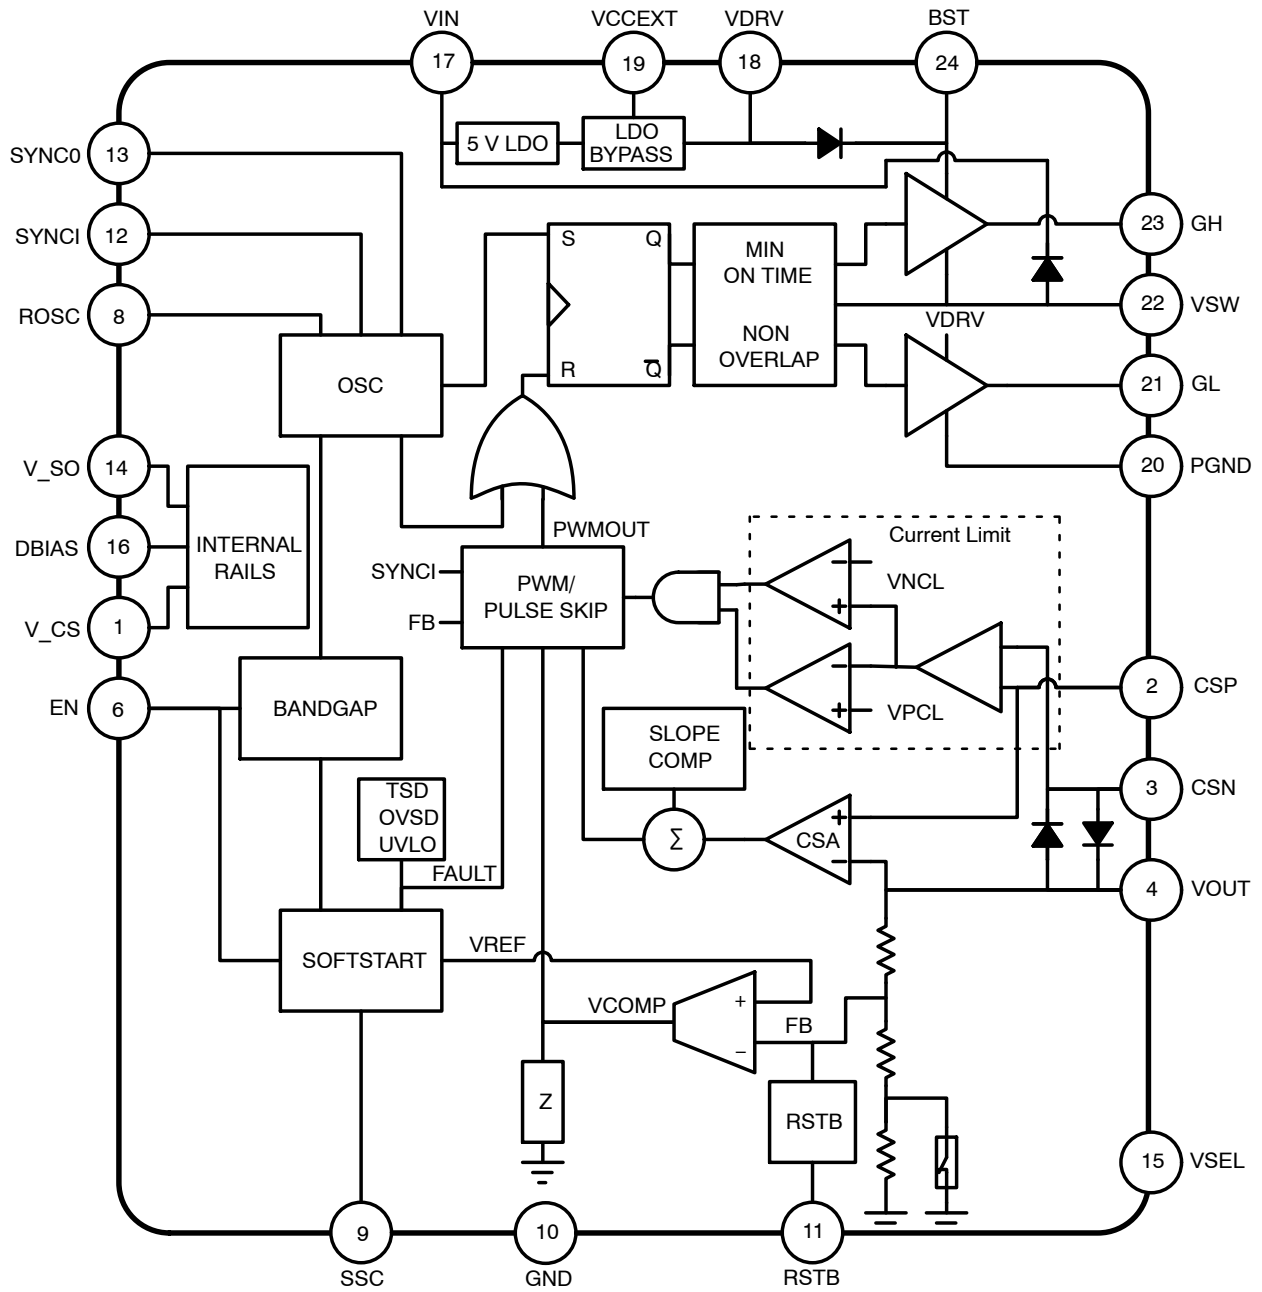 VIN
VCCEXT
VDRV
BST
17
19
18
24
5 V LDO
LDO
BYPASS
SYNC0
13
SYNCI
12
ROSC
8
S
Q
R
Q̅
MIN
ON TIME
NON
OVERLAP
23
GH
22
VSW
VDRV
21
GL
20
PGND
OSC
V_SO
14
DBIAS
16
V_CS
1
INTERNAL
RAILS
EN
6
PWMOUT
SYNCI
FB
PWM/
PULSE SKIP
Current Limit
−
VNCL
+
−
VPCL
+
2
CSP
BANDGAP
SLOPE
COMP
3
CSN
TSD
OVSD
UVLO
FAULT
Σ
+
CSA
−
4
VOUT
SOFTSTART
VREF
VCOMP
+
−
FB
Z
RSTB
15
VSEL
9
10
11
SSC
GND
RSTB